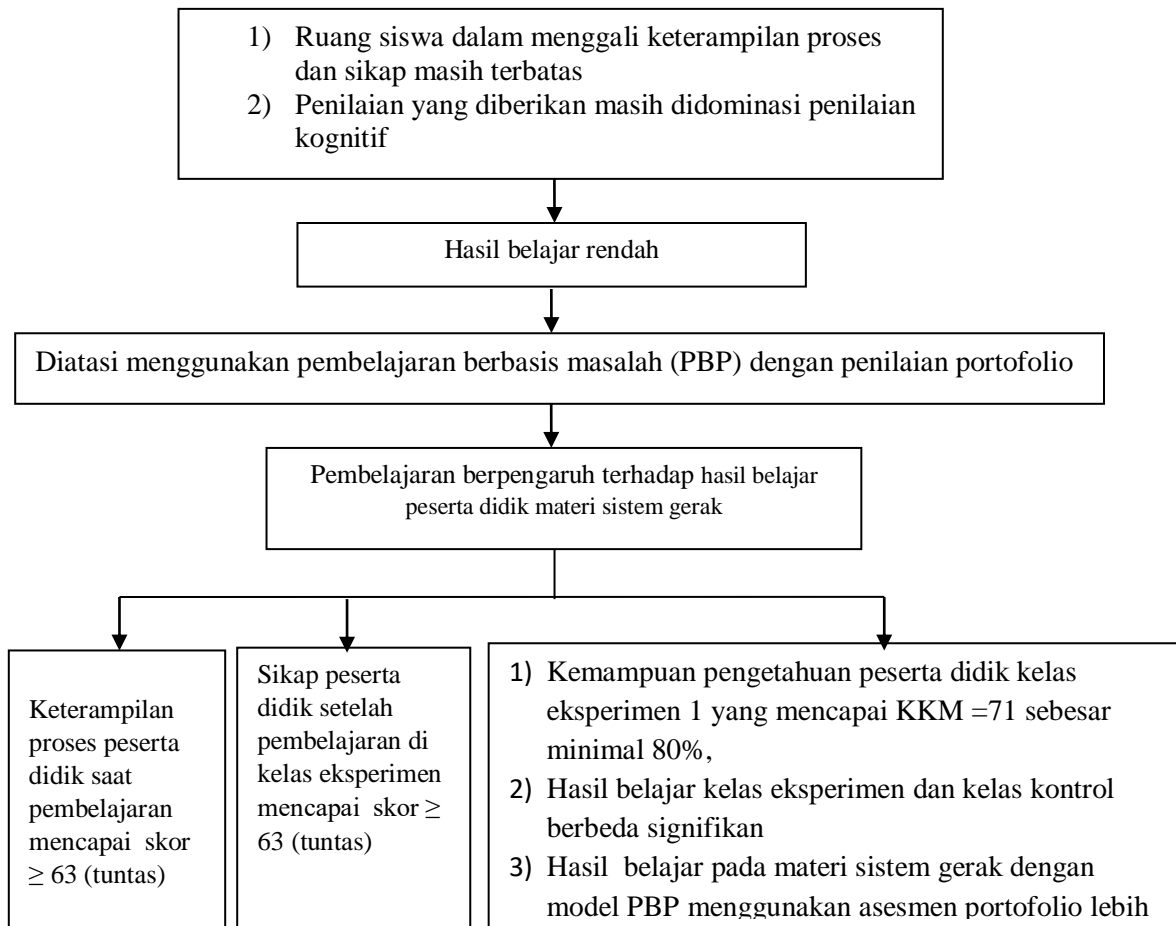 1) Ruang siswa dalam menggali keterampilan proses
dan sikap masih terbatas
2) Penilaian yang diberikan masih didominasi penilaian
kognitif
Hasil belajar rendah
Diatasi menggunakan pembelajaran berbasis masalah (PBP) dengan penilaian portofolio
Pembelajaran berpengaruh terhadap hasil belajar
peserta didik materi sistem gerak
Keterampilan
proses peserta
didik saat
pembelajaran
mencapai skor
≥ 63 (tuntas)
Sikap peserta
didik setelah
pembelajaran di
kelas eksperimen
mencapai skor ≥
63 (tuntas)
1) Kemampuan pengetahuan peserta didik kelas
eksperimen 1 yang mencapai KKM =71 sebesar
minimal 80%,
2) Hasil belajar kelas eksperimen dan kelas kontrol
berbeda signifikan
3) Hasil belajar pada materi sistem gerak dengan
model PBP menggunakan asesmen portofolio lebih